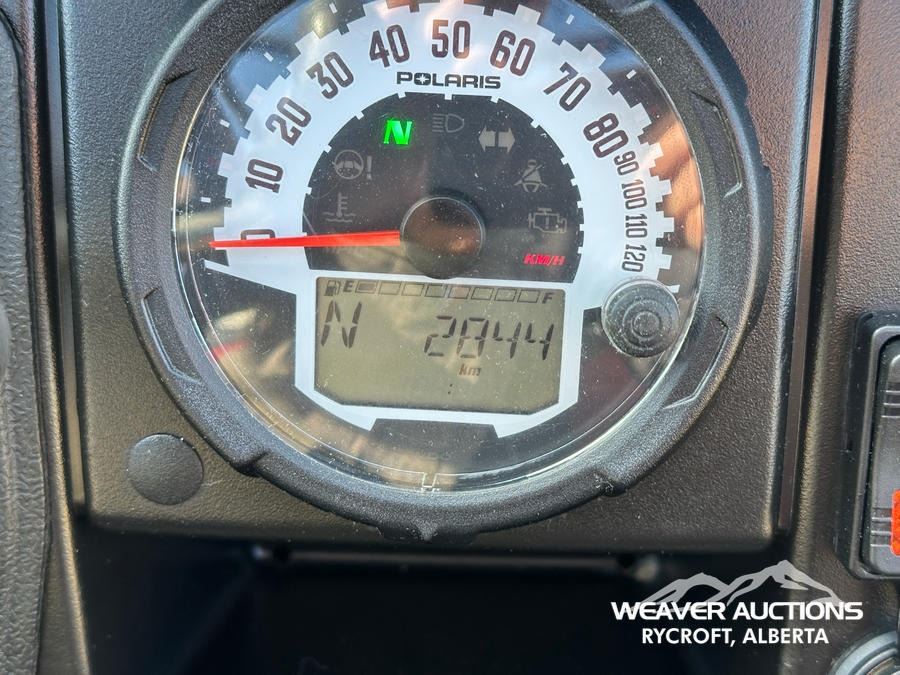 0 10 20 30 40 50 60 70 80 90 100 110 120
POLARIS
N
KM/H
E F
N 2844
km
WEAVER AUCTIONS
RYCROFT, ALBERTA